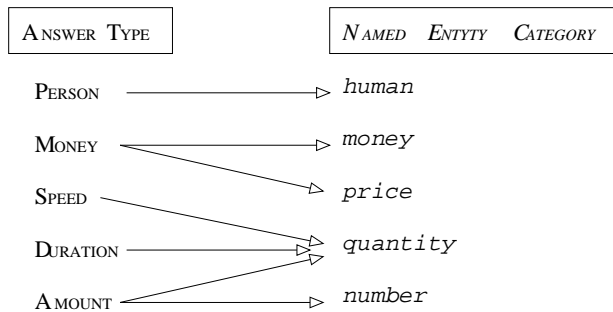 ANSWER TYPE NAMED ENTYTY CATEGORY
PERSON human
MONEY money
price
SPEED
DURATION quantity
AMOUNT number